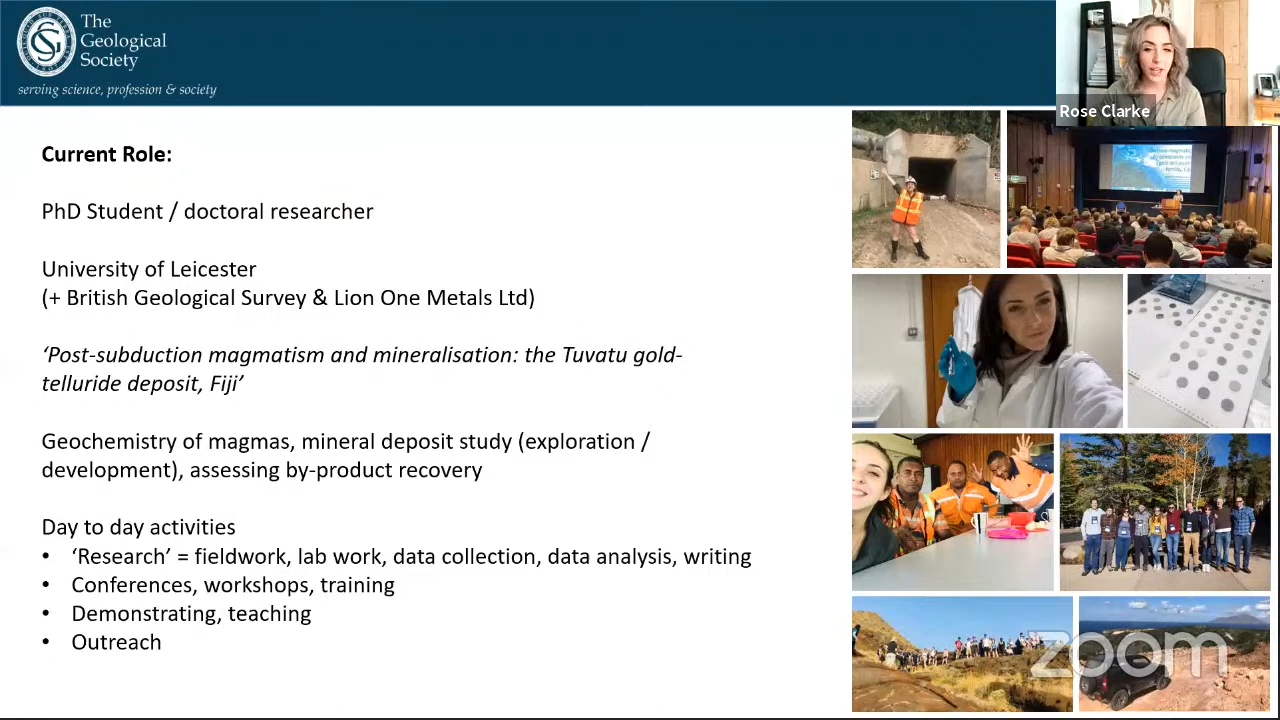 The
Geological
Society
serving science, profession & society
Rose Clarke
Current Role:
PhD Student / doctoral researcher
University of Leicester
(+ British Geological Survey & Lion One Metals Ltd)
‘Post-subduction magmatism and mineralisation: the Tuvatu gold-
telluride deposit, Fiji’
Geochemistry of magmas, mineral deposit study (exploration /
development), assessing by-product recovery
Day to day activities
• ‘Research’ = fieldwork, lab work, data collection, data analysis, writing
• Conferences, workshops, training
• Demonstrating, teaching
• Outreach
zoom